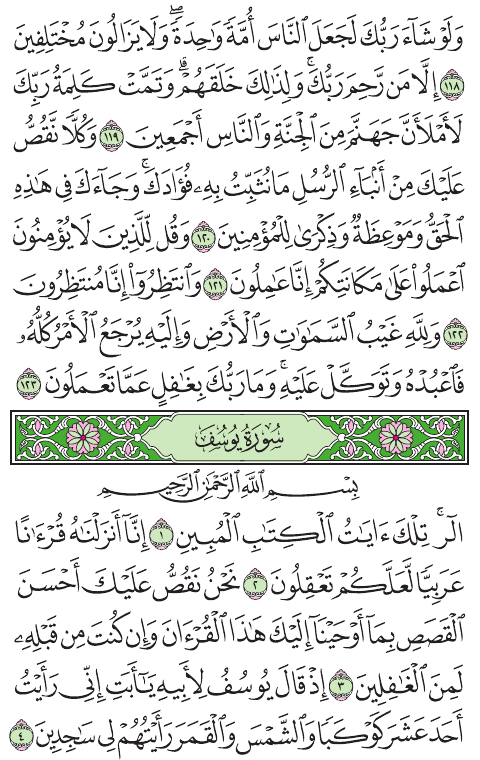 وَلَوْ شَآءَ رَبُّكَ لَجَعَلَ ٱلنَّاسَ أُمَّةً وَٰحِدَةً ۖ وَلَا يَزَالُونَ مُخْتَلِفِينَ
١١٨ إِلَّا مَن رَّحِمَ رَبُّكَ ۚ وَلِذَٰلِكَ خَلَقَهُمْ ۗ وَتَمَّتْ كَلِمَةُ رَبِّكَ
لَأَمْلَأَنَّ جَهَنَّمَ مِنَ ٱلْجِنَّةِ وَٱلنَّاسِ أَجْمَعِينَ ١١٩ وَكُلًّا نَّقُصُّ
عَلَيْكَ مِنْ أَنۢبَآءِ ٱلرُّسُلِ مَا نُثَبِّتُ بِهِۦ فُؤَادَكَ ۚ وَجَآءَكَ فِى هَٰذِهِ
ٱلْحَقُّ وَمَوْعِظَةٌ وَذِكْرَىٰ لِلْمُؤْمِنِينَ ١٢٠ وَقُل لِّلَّذِينَ لَا يُؤْمِنُونَ
ٱعْمَلُوا۟ عَلَىٰ مَكَانَتِكُمْ إِنَّا عَٰمِلُونَ ١٢١ وَٱنتَظِرُوٓا۟ إِنَّا مُنتَظِرُونَ
١٢٢ وَلِلَّهِ غَيْبُ ٱلسَّمَٰوَٰتِ وَٱلْأَرْضِ وَإِلَيْهِ يُرْجَعُ ٱلْأَمْرُ كُلُّهُۥ
فَٱعْبُدْهُ وَتَوَكَّلْ عَلَيْهِ ۚ وَمَا رَبُّكَ بِغَٰفِلٍ عَمَّا تَعْمَلُونَ ١٢٣
سُورَةُ يُوسُفَ
بِسْمِ ٱللَّهِ ٱلرَّحْمَٰنِ ٱلرَّحِيمِ
الٓر ۚ تِلْكَ ءَايَٰتُ ٱلْكِتَٰبِ ٱلْمُبِينِ ١ إِنَّآ أَنزَلْنَٰهُ قُرْءَٰنًا
عَرَبِيًّا لَّعَلَّكُمْ تَعْقِلُونَ ٢ نَحْنُ نَقُصُّ عَلَيْكَ أَحْسَنَ
ٱلْقَصَصِ بِمَآ أَوْحَيْنَآ إِلَيْكَ هَٰذَا ٱلْقُرْءَانَ وَإِن كُنتَ مِن قَبْلِهِۦ
لَمِنَ ٱلْغَٰفِلِينَ ٣ إِذْ قَالَ يُوسُفُ لِأَبِيهِ يَٰٓأَبَتِ إِنِّى رَأَيْتُ
أَحَدَ عَشَرَ كَوْكَبًا وَٱلشَّمْسَ وَٱلْقَمَرَ رَأَيْتُهُمْ لِى سَٰجِدِينَ ٤